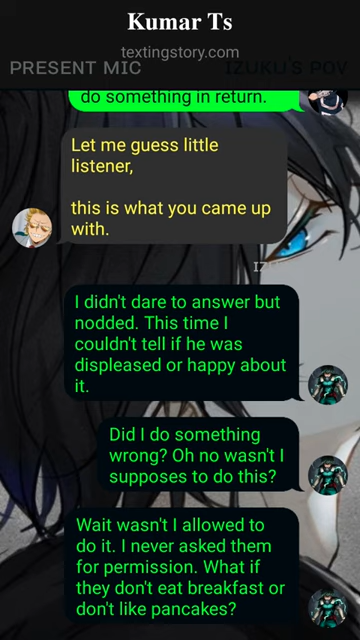 Kumar Ts
textingstory.com
PRESENT MIC
IZUKU'S POV
do something in return.
Let me guess little
listener,
this is what you came up
with.
IZ
I didn't dare to answer but
nodded. This time I
couldn't tell if he was
displeased or happy about
it.
Did I do something
wrong? Oh no wasn't I
supposes to do this?
Wait wasn't I allowed to
do it. I never asked them
for permission. What if
they don't eat breakfast or
don't like pancakes?